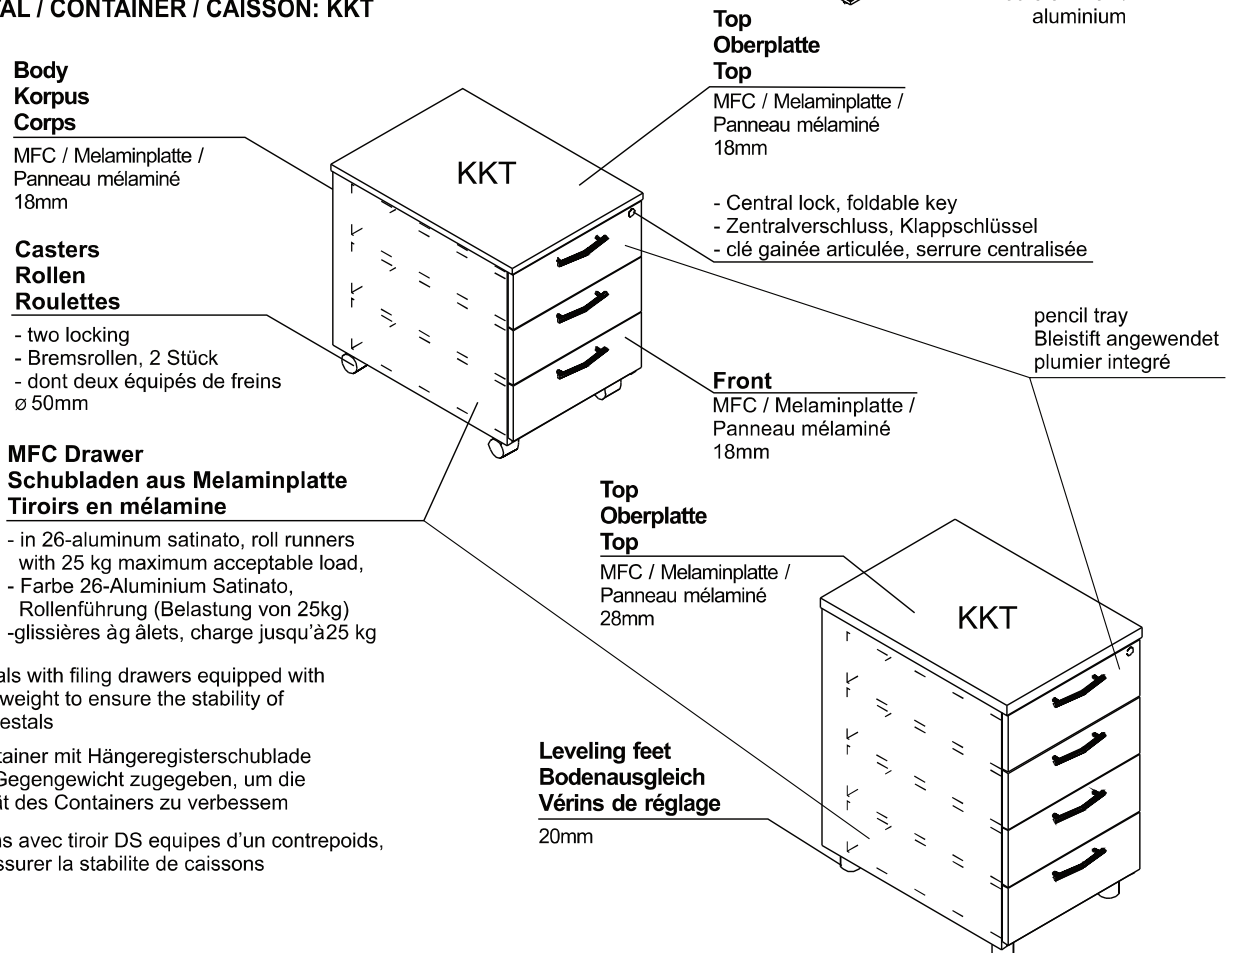 AL / CONTAINER / CAISSON: KKT
aluminium
Top
Oberplatte
Top
MFC / Melaminplatte /
Panneau mélaminé
18mm
Body
Korpus
Corps
MFC / Melaminplatte /
Panneau mélaminé
18mm
KKT
- Central lock, foldable key
- Zentralverschluss, Klappschlüssel
- clé gainée articulée, serrure centralisée
Casters
Rollen
Roulettes
- two locking
- Bremsrollen, 2 Stück
- dont deux équipés de freins
ø 50mm
pencil tray
Bleistift angewendet
plumier integré
Front
MFC / Melaminplatte /
Panneau mélaminé
18mm
MFC Drawer
Schubladen aus Melaminplatte
Tiroirs en mélamine
- in 26-aluminum satinato, roll runners
with 25 kg maximum acceptable load,
- Farbe 26-Aluminium Satinato,
Rollenführung (Belastung von 25kg)
-glissières àg âlets, charge jusqu'à25 kg
Top
Oberplatte
Top
MFC / Melaminplatte /
Panneau mélaminé
28mm
KKT
als with filing drawers equipped with
weight to ensure the stability of
estals
tainer mit Hängeregisterschublade
Gegengewicht zugegeben, um die
ät des Containers zu verbessem
ns avec tiroir DS equipes d'un contrepoids,
ssurer la stabilite de caissons
Leveling feet
Bodenausgleich
Vérins de réglage
20mm